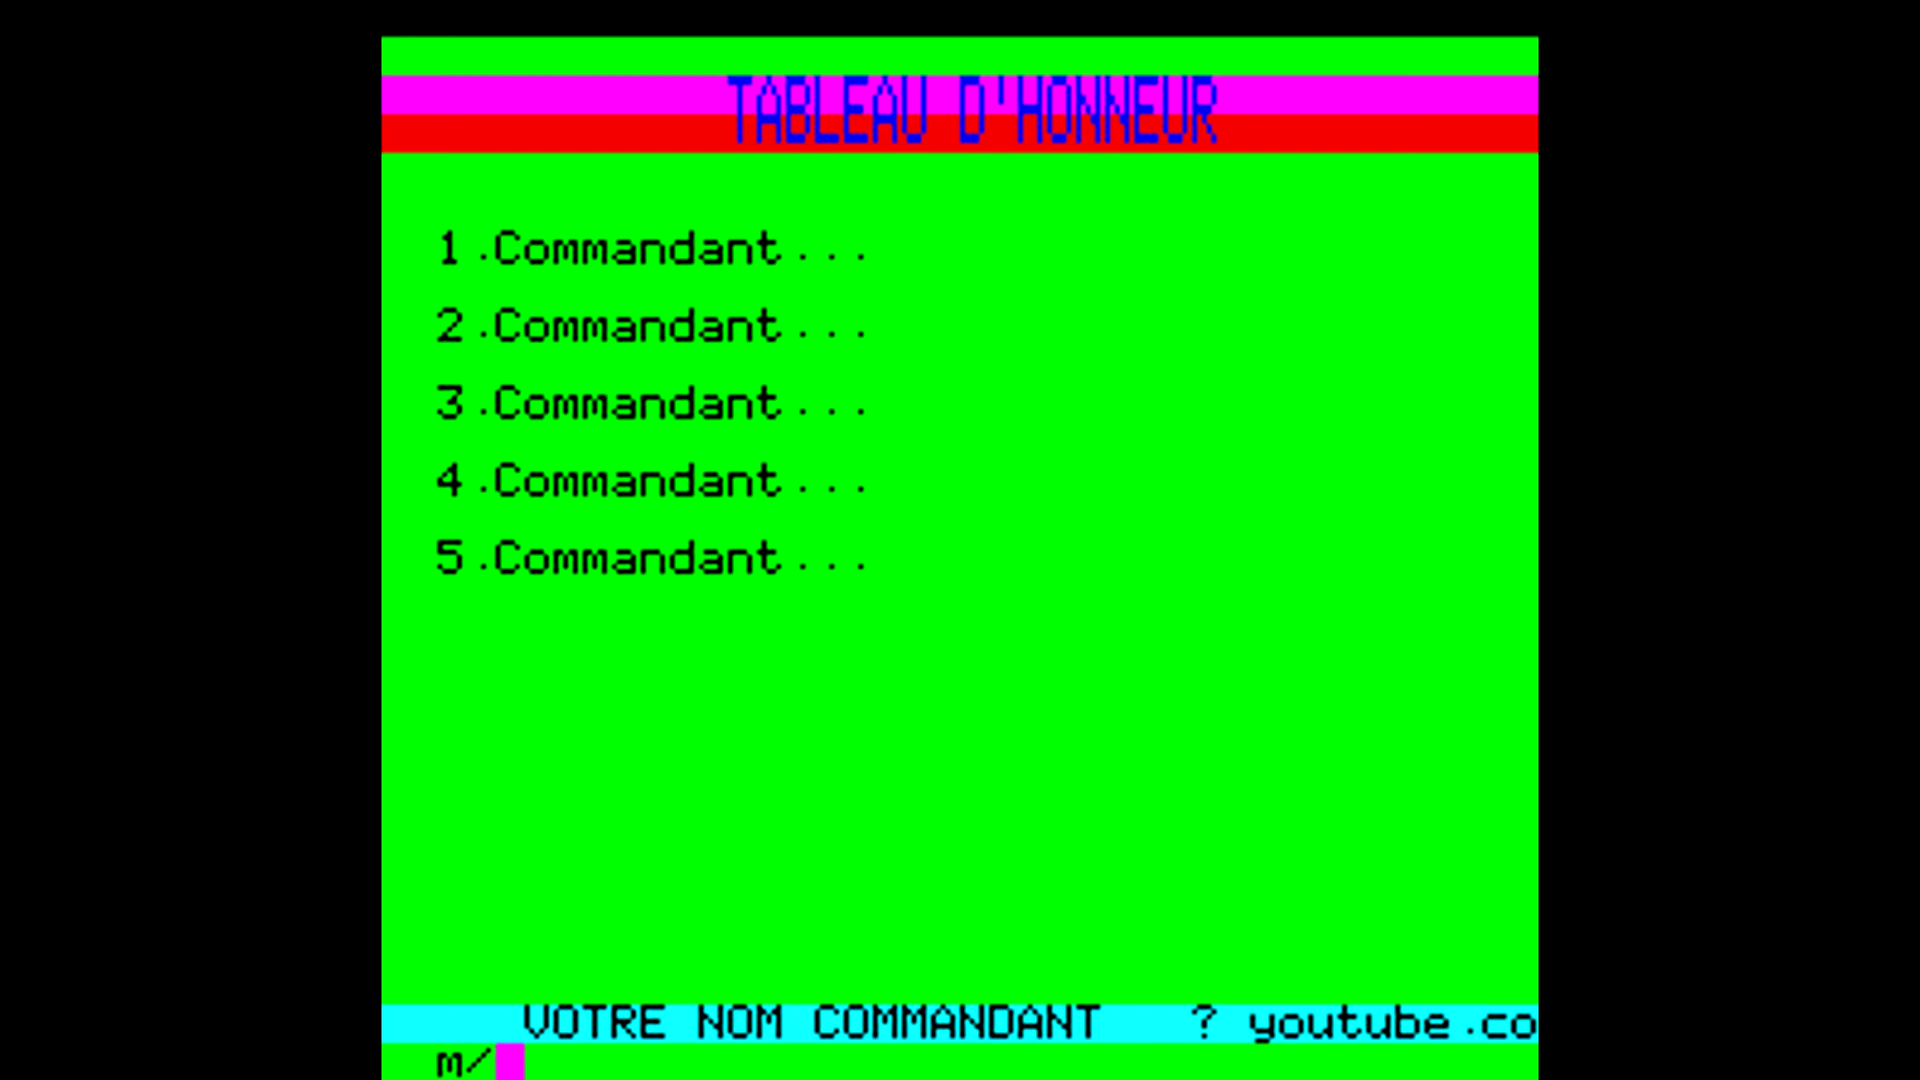 TABLEAU D'HONNEUR
1.Commandant...
2.Commandant...
3.Commandant...
4.Commandant...
5.Commandant...
VOTRE NOM COMMANDANT ? youtube.co
m/